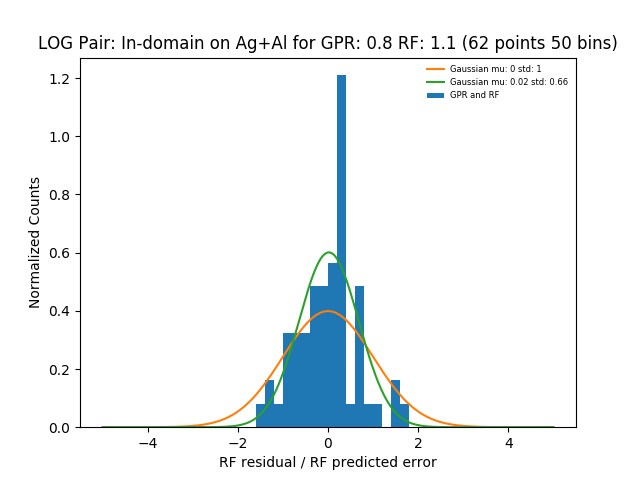 LOG Pair: In-domain on Ag+Al for GPR: 0.8 RF: 1.1 (62 points 50 bins)
Gaussian mu: 0 std: 1
Gaussian mu: 0.02 std: 0.66
GPR and RF
Normalized Counts
1.2
1.0
0.8
0.6
0.4
0.2
0.0
−4 −2 0 2 4
RF residual / RF predicted error